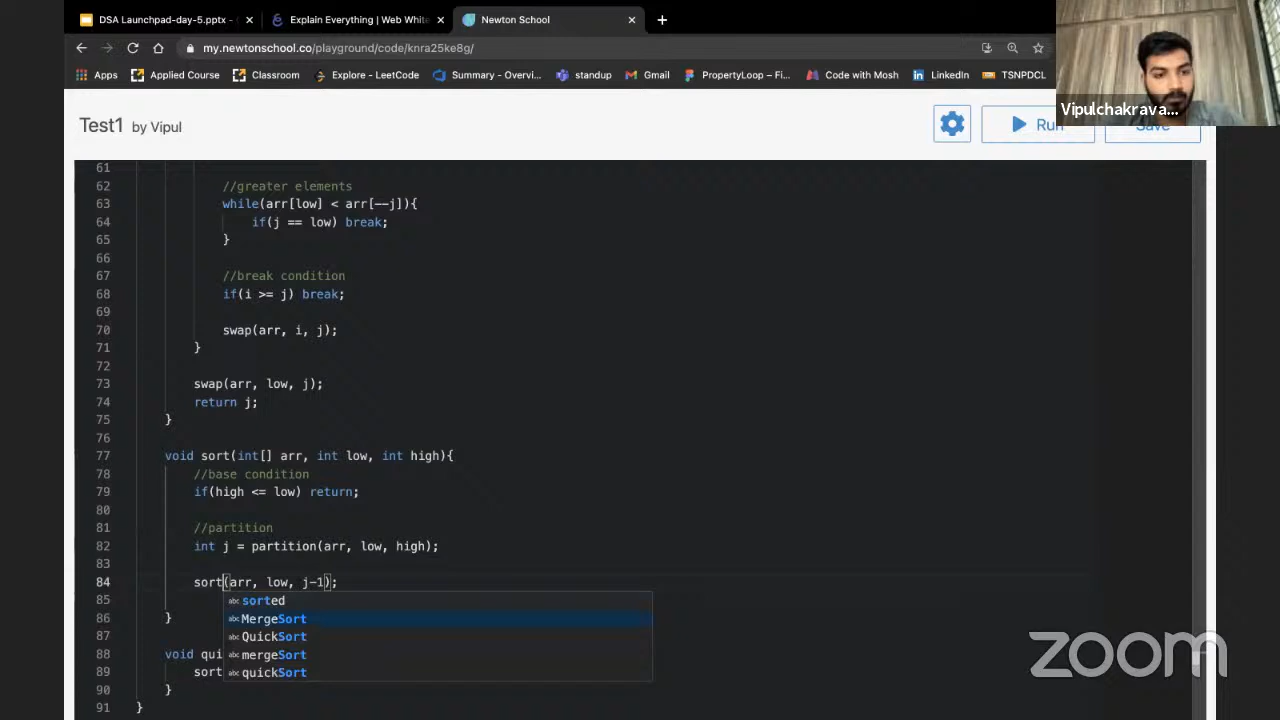 DSA Launchpad-day-5.pptx -
Explain Everything | Web White
Newton School
my.newtonschool.co/playground/code/knra25ke8g/
Apps
Applied Course
Classroom
Explore - LeetCode
Summary - Overvi...
standup
Gmail
PropertyLoop – Fi...
Code with Mosh
LinkedIn
TSNPDCL
Vipulchakrava...
Test1 by Vipul
Run
Save
61
62 //greater elements
63 while(arr[low] < arr[--j]){
64 if(j == low) break;
65 }
66
67 //break condition
68 if(i >= j) break;
69
70 swap(arr, i, j);
71 }
72
73 swap(arr, low, j);
74 return j;
75 }
76
77 void sort(int[] arr, int low, int high){
78 //base condition
79 if(high <= low) return;
80
81 //partition
82 int j = partition(arr, low, high);
83
84 sort(arr, low, j-1);
85
86 }
87
88 void qui
89 sort
90 }
91 }
abc sorted
abc MergeSort
abc QuickSort
abc mergeSort
abc quickSort
zoom